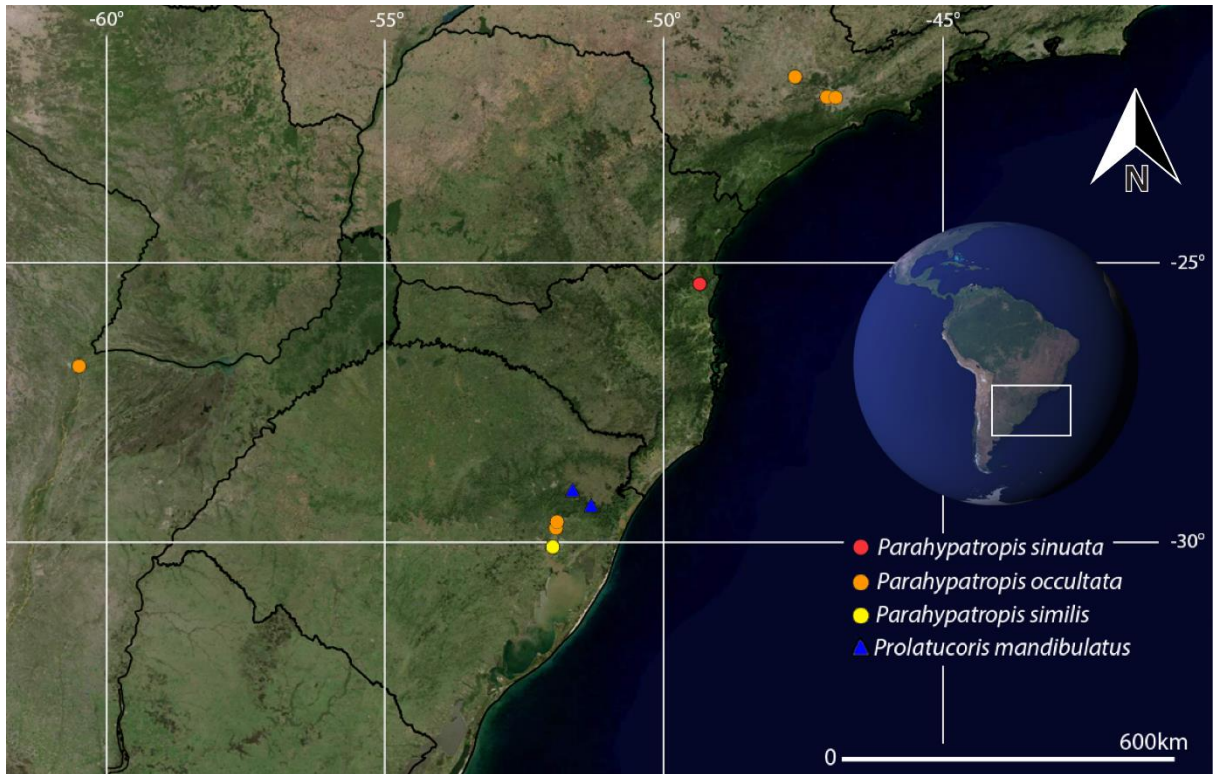 -60° -55° -50° -45°
N
-25°
-30°
Parahypatropis sinuata
Parahypatropis occultata
Parahypatropis similis
Prolatucoris mandibulatus
0 600km